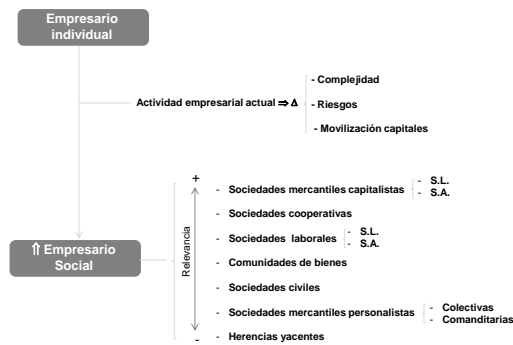 Empresario
individual
- Complejidad
Actividad empresarial actual ⇒ Δ
- Riesgos
- Movilización capitales
+
- Sociedades mercantiles capitalistas
- S.L.
- S.A.
- Sociedades cooperativas
- Sociedades laborales
- S.L.
- S.A.
⇑ Empresario
Social
Relevancia
- Comunidades de bienes
- Sociedades civiles
- Sociedades mercantiles personalistas
- Colectivas
- Comanditarias
-
- Herencias yacentes